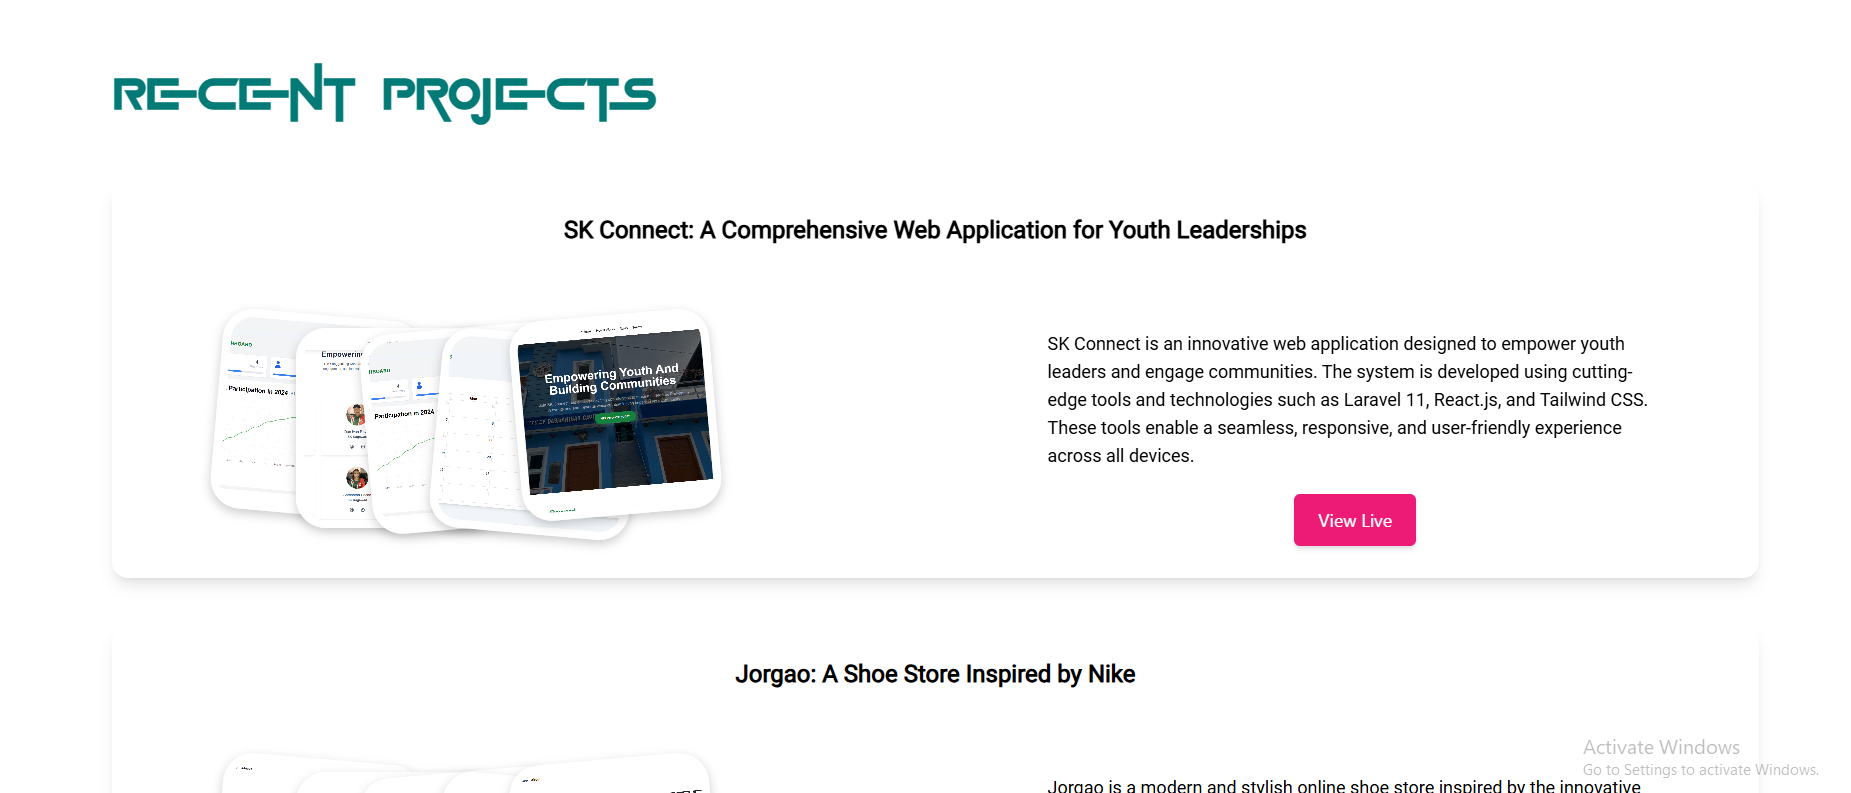 RECENT PROJECTS
SK Connect: A Comprehensive Web Application for Youth Leaderships
Participation in 2024
Empowering
Participation in 2024
Empowering Youth And
Building Communities
SK Connect is an innovative web application designed to empower youth
leaders and engage communities. The system is developed using cutting-
edge tools and technologies such as Laravel 11, React.js, and Tailwind CSS.
These tools enable a seamless, responsive, and user-friendly experience
across all devices.
View Live
Jorgao: A Shoe Store Inspired by Nike
Jorgao is a modern and stylish online shoe store inspired by the innovative
Activate Windows
Go to Settings to activate Windows.